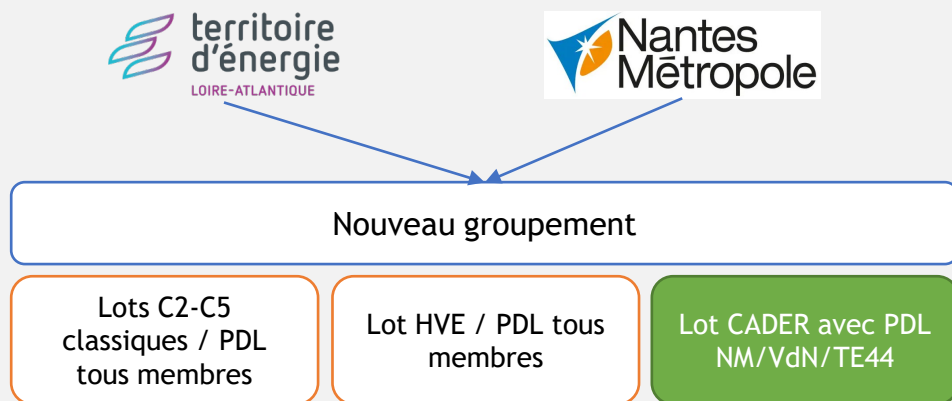 territoire
d'énergie
LOIRE-ATLANTIQUE
Nantes
Métropole
Nouveau groupement
Lots C2-C5
classiques / PDL
tous membres
Lot HVE / PDL tous
membres
Lot CADER avec PDL
NM/VdN/TE44